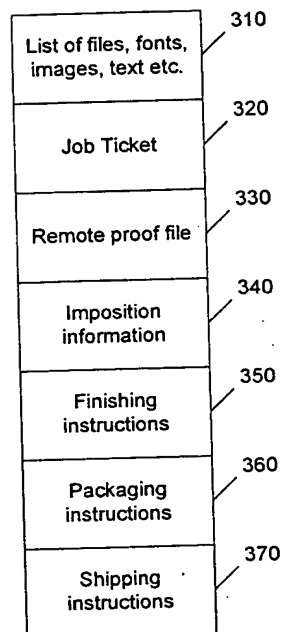 List of files, fonts,
images, text etc.
310
Job Ticket
320
Remote proof file
330
Imposition
information
340
Finishing
instructions
350
Packaging
instructions
360
Shipping
instructions
370